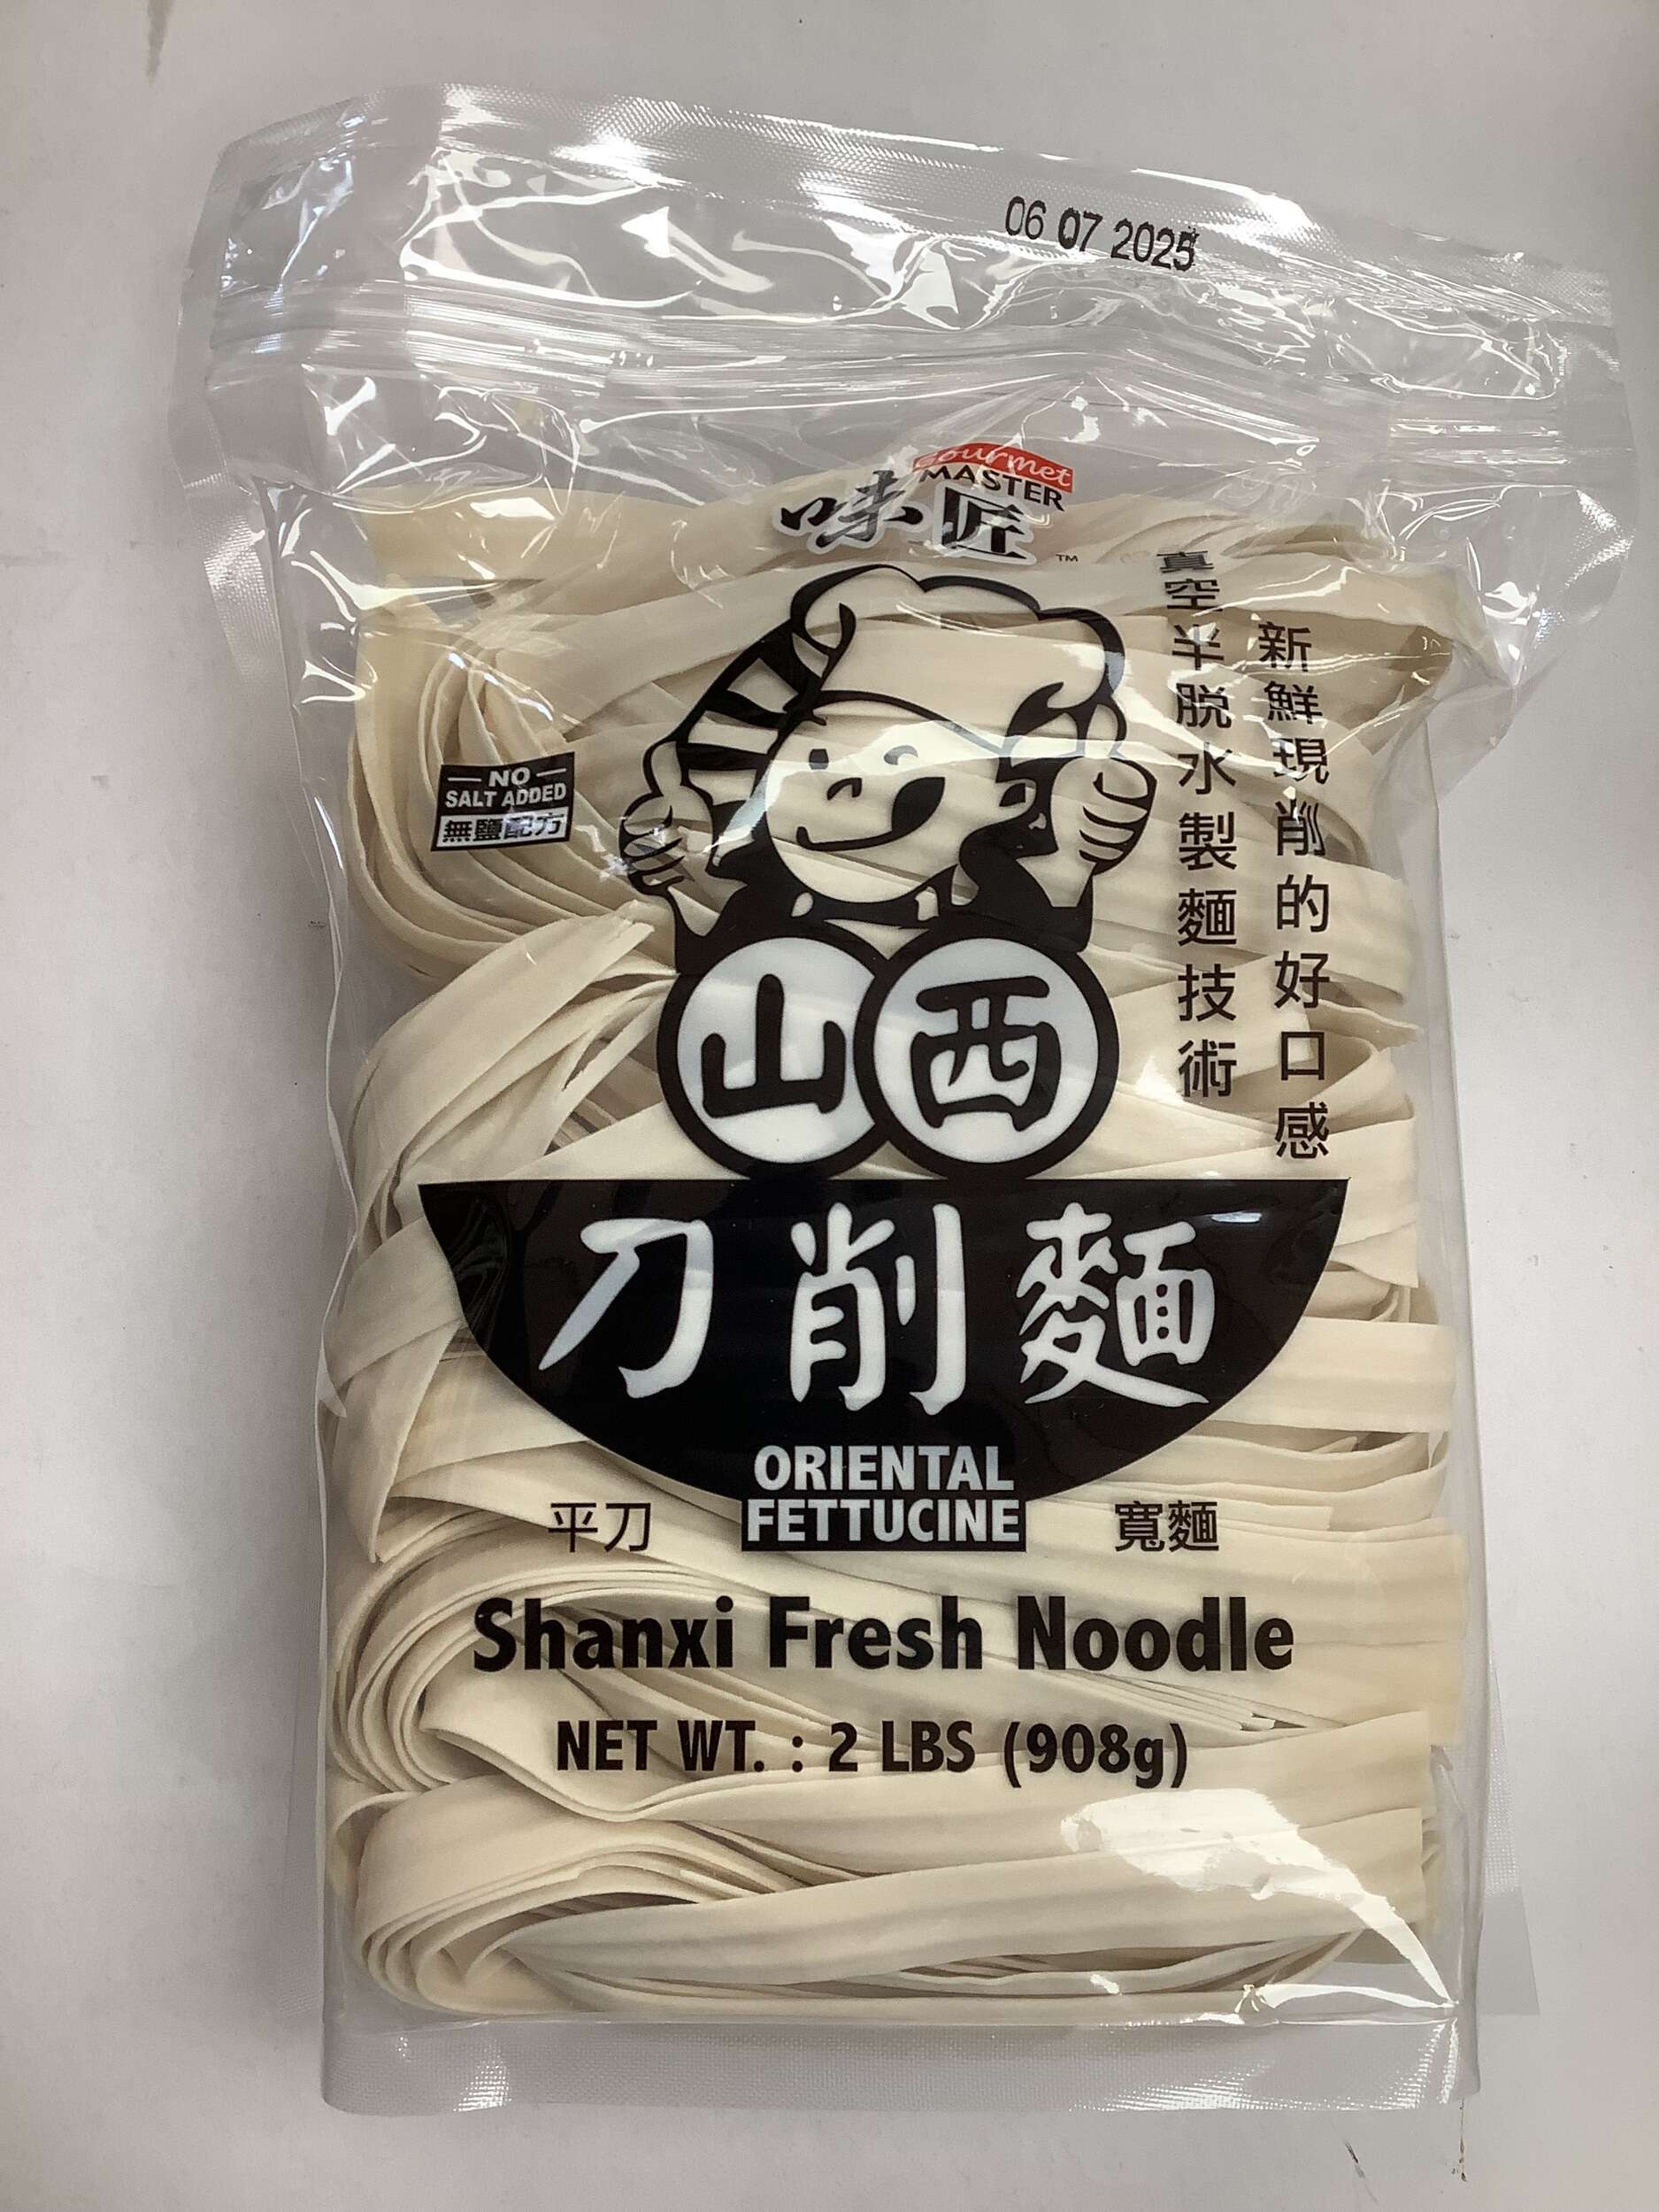 06 07 2025
Gourmet
MASTER
味匠
TM
真空半脱水製麵技術
新鮮現削的好口感
NO
SALT ADDED
無鹽配方
山西
刀削麵
ORIENTAL
FETTUCINE
平刀
寬麵
Shanxi Fresh Noodle
NET WT. : 2 LBS (908g)